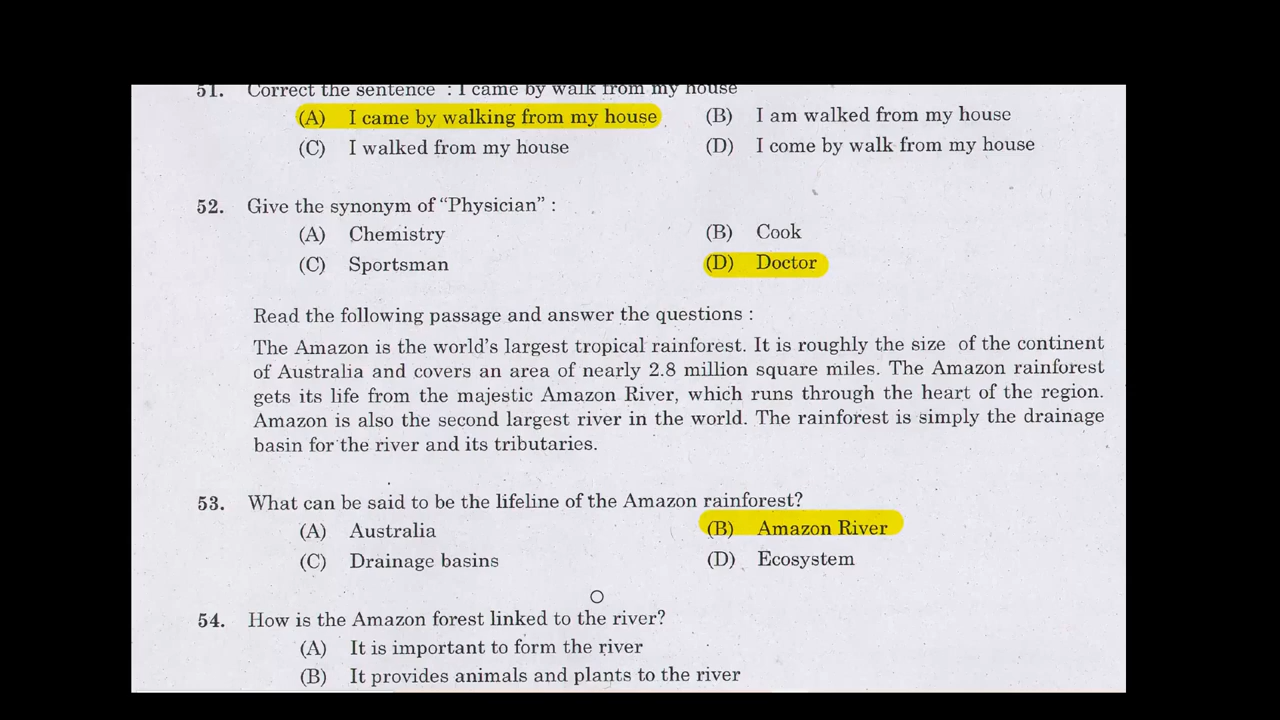 51. Correct the sentence : I came by walk from my house
(A) I came by walking from my house (B) I am walked from my house
(C) I walked from my house (D) I come by walk from my house
52. Give the synonym of “Physician” :
(A) Chemistry (B) Cook
(C) Sportsman (D) Doctor
Read the following passage and answer the questions :
The Amazon is the world’s largest tropical rainforest. It is roughly the size of the continent
of Australia and covers an area of nearly 2.8 million square miles. The Amazon rainforest
gets its life from the majestic Amazon River, which runs through the heart of the region.
Amazon is also the second largest river in the world. The rainforest is simply the drainage
basin for the river and its tributaries.
53. What can be said to be the lifeline of the Amazon rainforest?
(A) Australia (B) Amazon River
(C) Drainage basins (D) Ecosystem
54. How is the Amazon forest linked to the river?
(A) It is important to form the river
(B) It provides animals and plants to the river